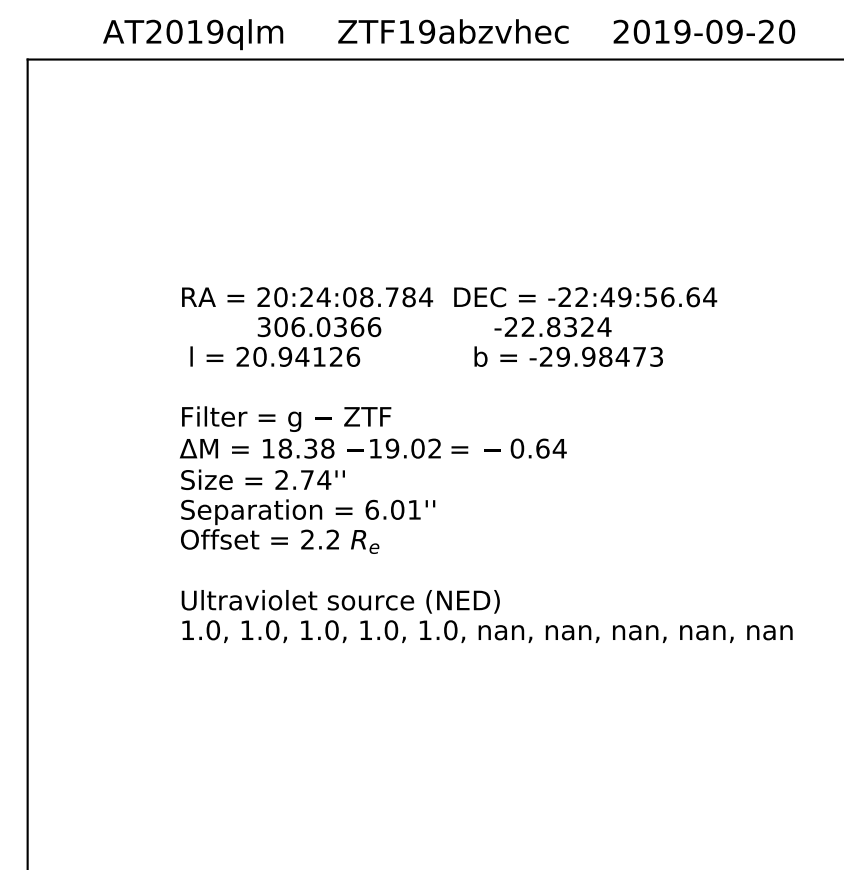 AT2019qlm ZTF19abzvhec 2019-09-20
RA = 20:24:08.784 DEC = -22:49:56.64
306.0366 -22.8324
l = 20.94126 b = -29.98473
Filter = g − ZTF
ΔM = 18.38 −19.02 = − 0.64
Size = 2.74''
Separation = 6.01''
Offset = 2.2 Rₑ
Ultraviolet source (NED)
1.0, 1.0, 1.0, 1.0, 1.0, nan, nan, nan, nan, nan